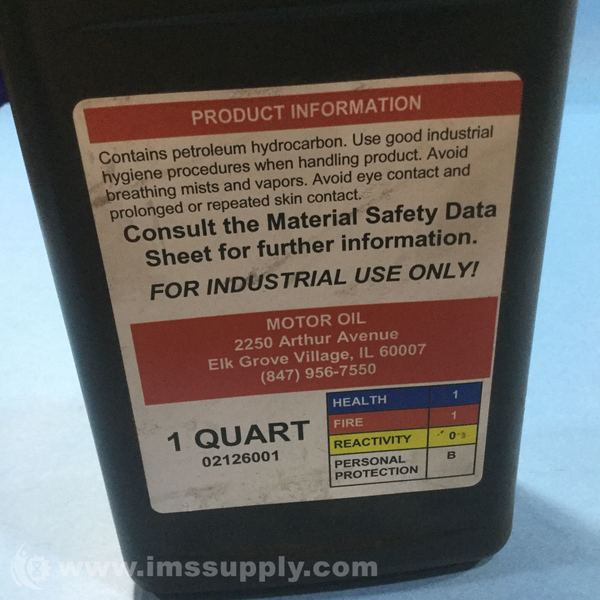 PRODUCT INFORMATION
Contains petroleum hydrocarbon. Use good industrial
hygiene procedures when handling product. Avoid
breathing mists and vapors. Avoid eye contact and
prolonged or repeated skin contact.
Consult the Material Safety Data
Sheet for further information.
FOR INDUSTRIAL USE ONLY!
MOTOR OIL
2250 Arthur Avenue
Elk Grove Village, IL 60007
(847) 956-7550
1 QUART
02126001
HEALTH 1
FIRE 1
REACTIVITY 0
PERSONAL
PROTECTION B
www.imssupply.com